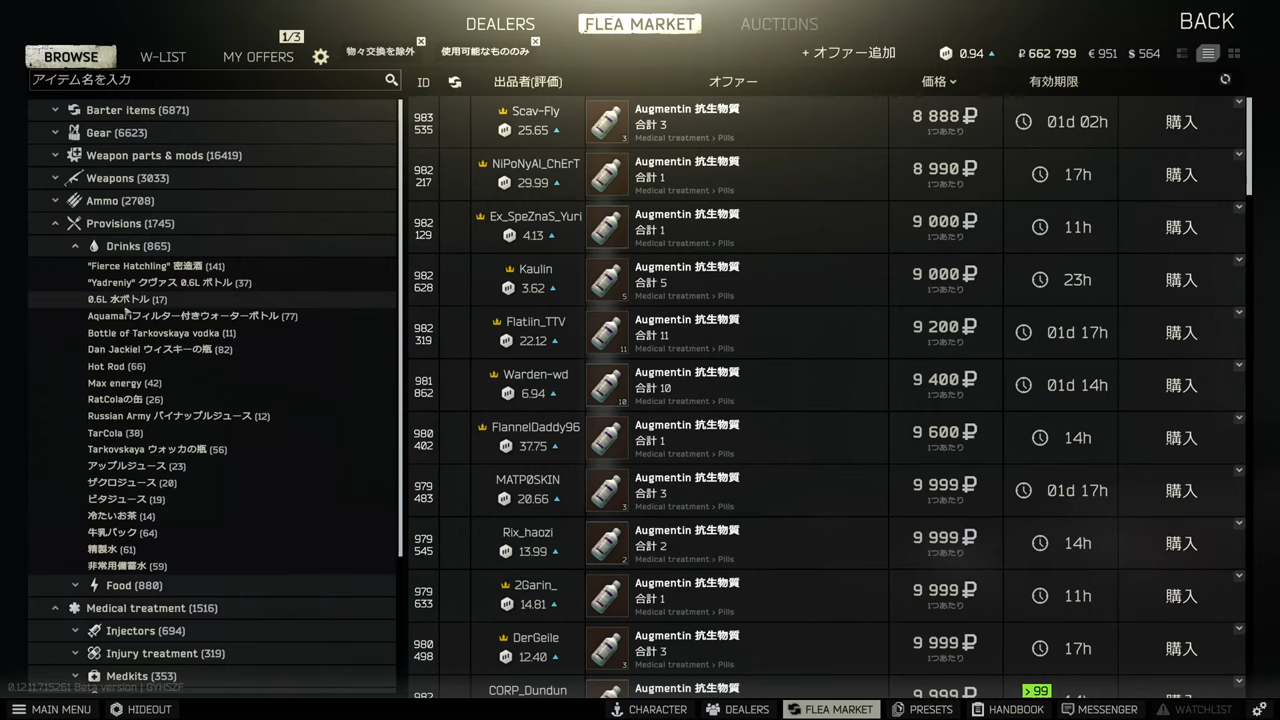 DEALERS
FLEA MARKET
AUCTIONS
BACK
1/3
BROWSE
W-LIST
MY OFFERS
物々交換を除外
使用可能なもののみ
+ オファー追加
0.94
₽ 662 799
€ 951
$ 564
アイテム名を入力
ID
出品者(評価)
オファー
価格
有効期限
Barter items (6871)
Gear (6623)
Weapon parts & mods (16419)
Weapons (3033)
Ammo (2708)
Provisions (1745)
Drinks (865)
"Fierce Hatchling" 密造酒 (141)
"Yadreniy" クヴァス 0.6L ボトル (37)
0.6L 水ボトル (17)
Aquamariフィルター付きウォーターボトル (77)
Bottle of Tarkovskaya vodka (11)
Dan Jackiel ウィスキーの瓶 (82)
Hot Rod (66)
Max energy (42)
RatColaの缶 (26)
Russian Army パイナップルジュース (12)
TarCola (38)
Tarkovskaya ウォッカの瓶 (56)
アップルジュース (23)
ザクロジュース (20)
ビタジュース (19)
冷たいお茶 (14)
牛乳パック (64)
精製水 (61)
非常用備蓄水 (59)
Food (880)
Medical treatment (1516)
Injectors (694)
Injury treatment (319)
Medkits (353)
983
535
Scav-Fly
25.65
3
Augmentin 抗生物質
合計 3
Medical treatment > Pills
8 888 ₽
1つあたり
01d 02h
購入
982
217
NiPoNyAl_ChErT
29.99
Augmentin 抗生物質
合計 1
Medical treatment > Pills
8 990 ₽
1つあたり
17h
購入
982
129
Ex_SpeZnaS_Yuri
4.13
Augmentin 抗生物質
合計 1
Medical treatment > Pills
9 000 ₽
1つあたり
11h
購入
982
628
Kaulin
3.62
5
Augmentin 抗生物質
合計 5
Medical treatment > Pills
9 000 ₽
1つあたり
23h
購入
982
319
Flatiin_TTV
22.12
11
Augmentin 抗生物質
合計 11
Medical treatment > Pills
9 200 ₽
1つあたり
01d 17h
購入
981
862
Warden-wd
6.94
10
Augmentin 抗生物質
合計 10
Medical treatment > Pills
9 400 ₽
1つあたり
01d 14h
購入
980
402
FlannelDaddy96
37.75
Augmentin 抗生物質
合計 1
Medical treatment > Pills
9 600 ₽
1つあたり
14h
購入
979
483
MATPOSKIN
20.66
3
Augmentin 抗生物質
合計 3
Medical treatment > Pills
9 999 ₽
1つあたり
01d 17h
購入
979
545
Rix_haozi
13.99
2
Augmentin 抗生物質
合計 2
Medical treatment > Pills
9 999 ₽
1つあたり
14h
購入
979
633
2Garin_
14.81
Augmentin 抗生物質
合計 1
Medical treatment > Pills
9 999 ₽
1つあたり
11h
購入
980
498
DerGeile
12.40
3
Augmentin 抗生物質
合計 3
Medical treatment > Pills
9 999 ₽
1つあたり
17h
購入
CORP_Dundun
Augmentin 抗生物質
9 999 ₽
>99
0.12.11.7.15261 Beta version | GYHSZF
MAIN MENU
HIDEOUT
CHARACTER
DEALERS
FLEA MARKET
PRESETS
HANDBOOK
MESSENGER
WATCHLIST